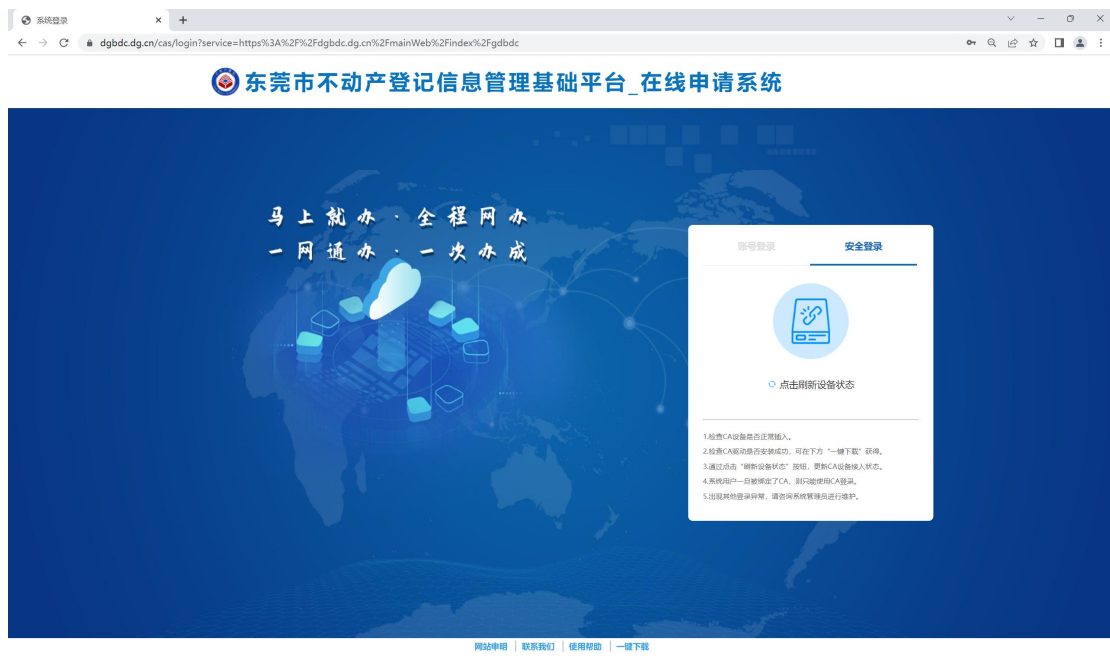 系统登录
dgbdc.dg.cn/cas/login?service=https%3A%2F%2Fdgbdc.dg.cn%2FmainWeb%2Findex%2Fgdbdc
东莞市不动产登记信息管理基础平台_在线申请系统
马上就办·全程网办
一网通办·一次办成
账号登录 安全登录
点击刷新设备状态
1.检查CA设备是否正常插入。
2.检查CA驱动是否安装成功，可在下方“一键下载”获得。
3.通过点击“刷新设备状态”按钮，更新CA设备接入状态。
4.系统用户一旦被绑定了CA，则只能使用CA登录。
5.出现其他登录异常，请咨询系统管理员进行维护。
网站申明 联系我们 使用帮助 一键下载